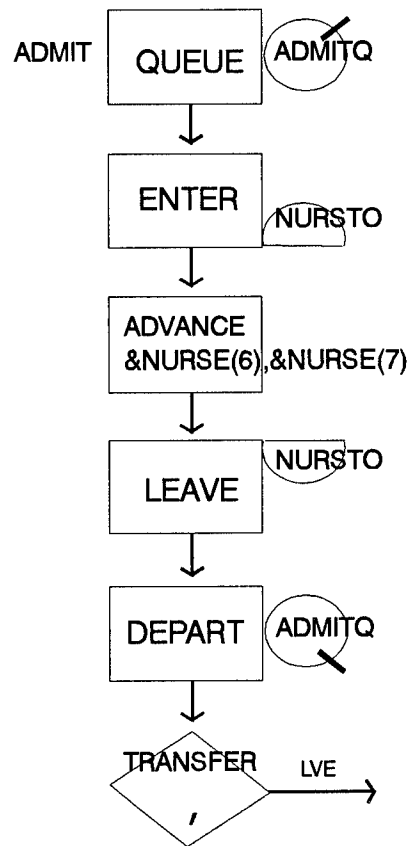 ADMIT QUEUE ADMITQ
ENTER NURSTO
ADVANCE
&NURSE(6),&NURSE(7)
LEAVE NURSTO
DEPART ADMITQ
TRANSFER LVE
,